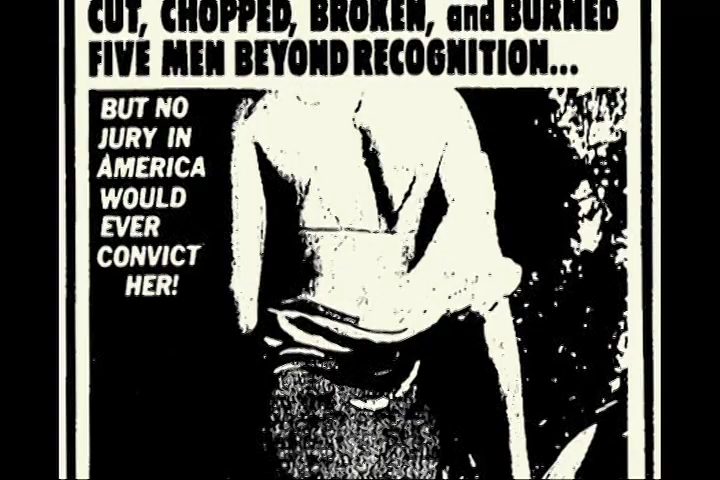 CUT, CHOPPED, BROKEN, and BURNED
FIVE MEN BEYOND RECOGNITION...
BUT NO
JURY IN
AMERICA
WOULD
EVER
CONVICT
HER!